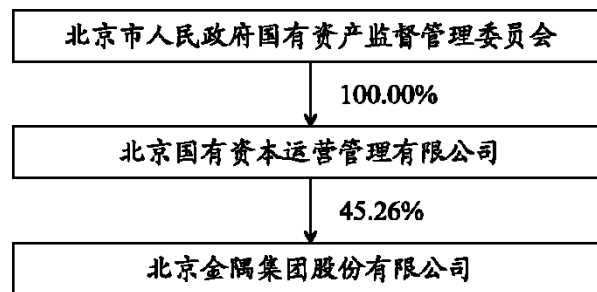 北京市人民政府国有资产监督管理委员会
100.00%
北京国有资本运营管理有限公司
45.26%
北京金隅集团股份有限公司